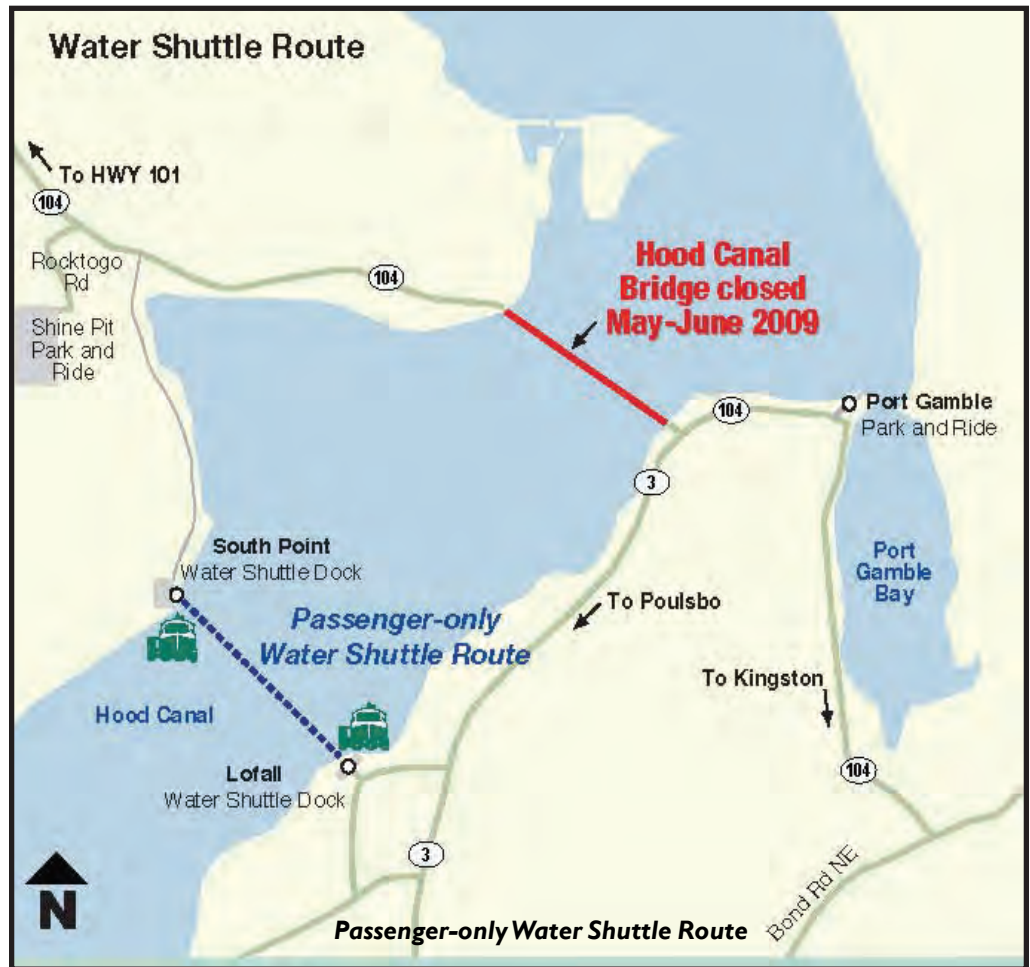 Water Shuttle Route
To HWY 101
104
Rocktogo
Rd
Shine Pit
Park and
Ride
104
Hood Canal
Bridge closed
May-June 2009
104
Port Gamble
Park and Ride
3
Port
Gamble
Bay
South Point
Water Shuttle Dock
To Poulsbo
Passenger-only
Water Shuttle Route
To Kingston
Hood Canal
Lofall
Water Shuttle Dock
104
3
Bond Rd NE
N
Passenger-only Water Shuttle Route